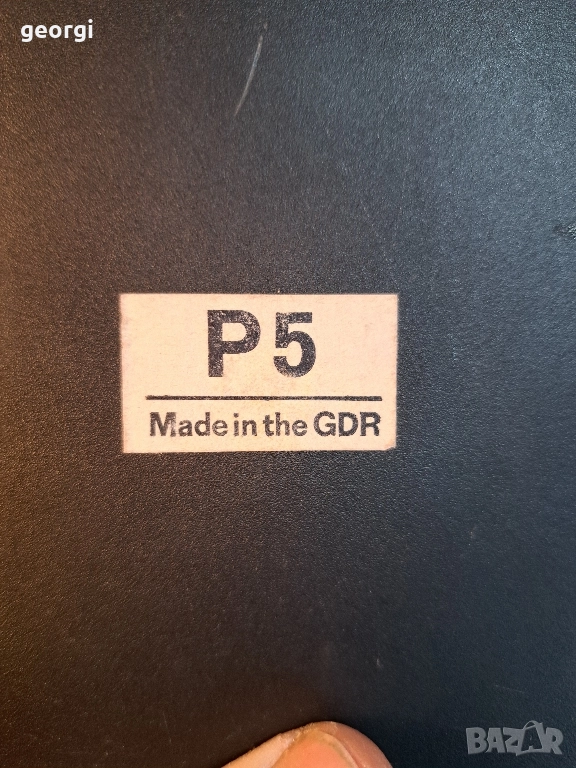 georgi
P5
Made in the GDR
BAZAR